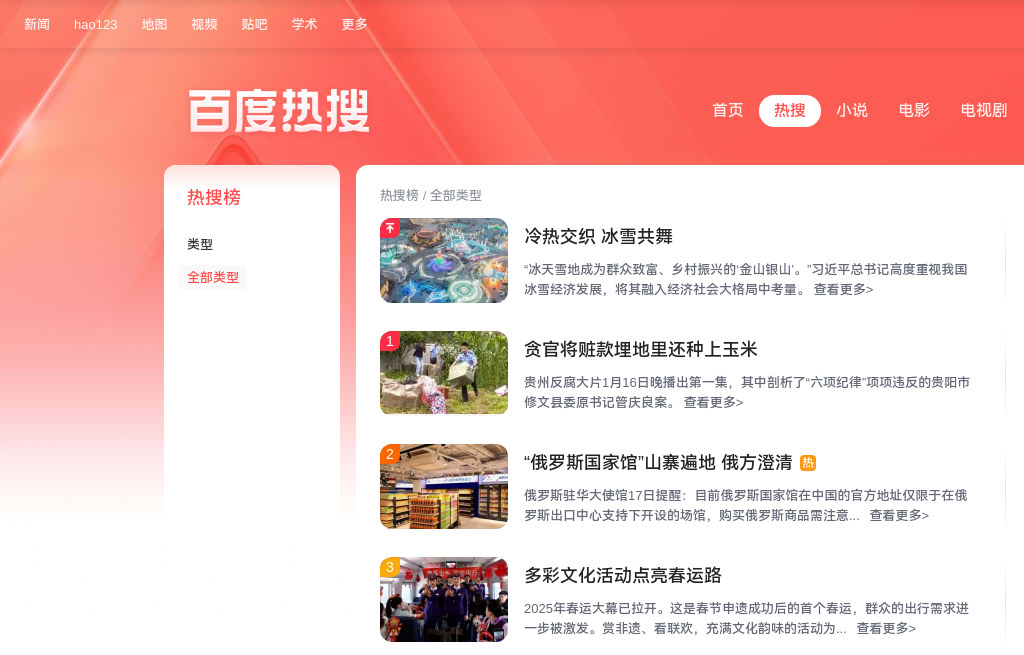 新闻 hao123 地图 视频 贴吧 学术 更多
百度热搜
首页 热搜 小说 电影 电视剧
热搜榜
类型
全部类型
热搜榜 / 全部类型
冷热交织 冰雪共舞
“冰天雪地成为群众致富、乡村振兴的‘金山银山’。”习近平总书记高度重视我国
冰雪经济发展，将其融入经济社会大格局中考量。 查看更多>
1
贪官将赃款埋地里还种上玉米
贵州反腐大片1月16日晚播出第一集，其中剖析了“六项纪律”项项违反的贵阳市
修文县委原书记管庆良案。 查看更多>
2
“俄罗斯国家馆”山寨遍地 俄方澄清 热
俄罗斯驻华大使馆17日提醒：目前俄罗斯国家馆在中国的官方地址仅限于在俄
罗斯出口中心支持下开设的场馆，购买俄罗斯商品需注意... 查看更多>
3
多彩文化活动点亮春运路
2025年春运大幕已拉开。这是春节申遗成功后的首个春运，群众的出行需求进
一步被激发。赏非遗、看联欢，充满文化韵味的活动为... 查看更多>